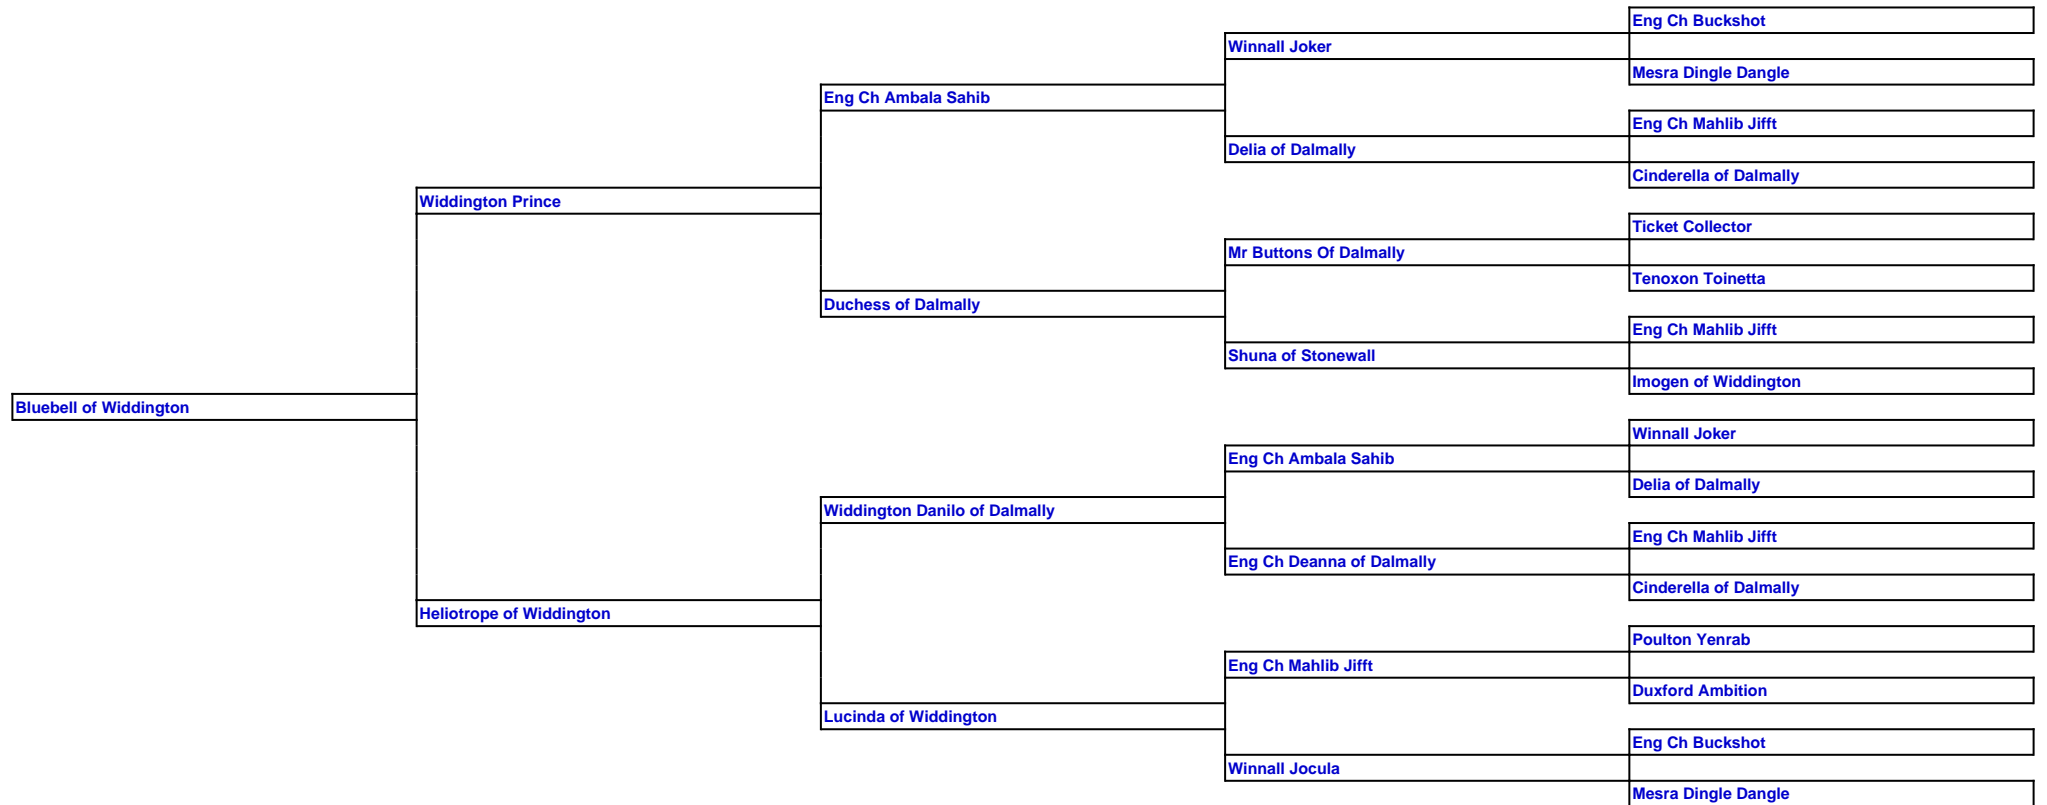 Eng Ch Buckshot
Winnall Joker
Mesra Dingle Dangle
Eng Ch Ambala Sahib
Eng Ch Mahlib Jifft
Delia of Dalmally
Cinderella of Dalmally
Widdington Prince
Ticket Collector
Mr Buttons Of Dalmally
Tenoxon Toinetta
Duchess of Dalmally
Eng Ch Mahlib Jifft
Shuna of Stonewall
Imogen of Widdington
Bluebell of Widdington
Winnall Joker
Eng Ch Ambala Sahib
Delia of Dalmally
Widdington Danilo of Dalmally
Eng Ch Mahlib Jifft
Eng Ch Deanna of Dalmally
Cinderella of Dalmally
Heliotrope of Widdington
Poulton Yenrab
Eng Ch Mahlib Jifft
Duxford Ambition
Lucinda of Widdington
Eng Ch Buckshot
Winnall Jocula
Mesra Dingle Dangle